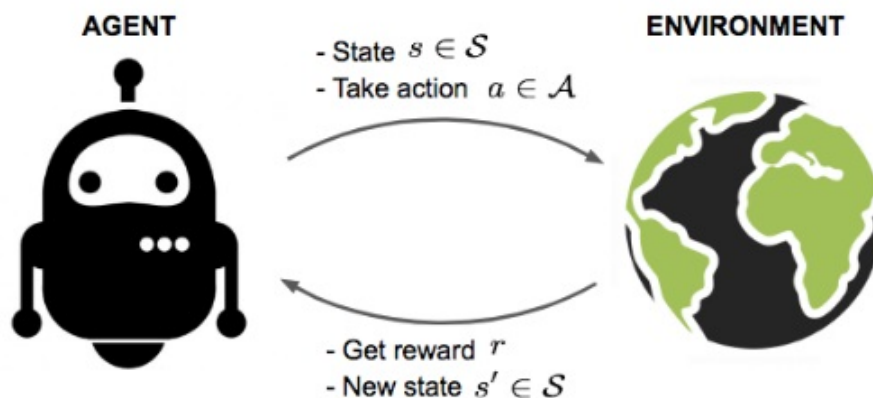 AGENT
ENVIRONMENT
- State s ∈ 𝒮
- Take action a ∈ 𝒜
- Get reward r
- New state s′ ∈ 𝒮